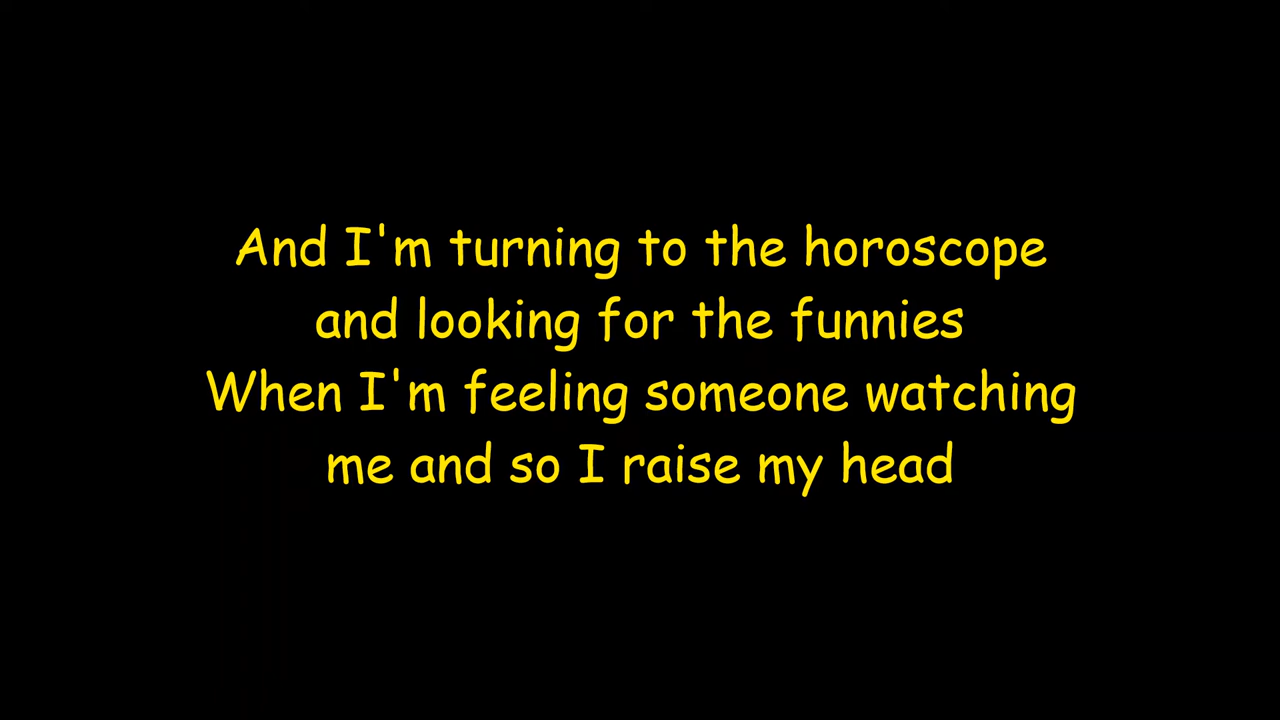 And I'm turning to the horoscope
and looking for the funnies
When I'm feeling someone watching
me and so I raise my head